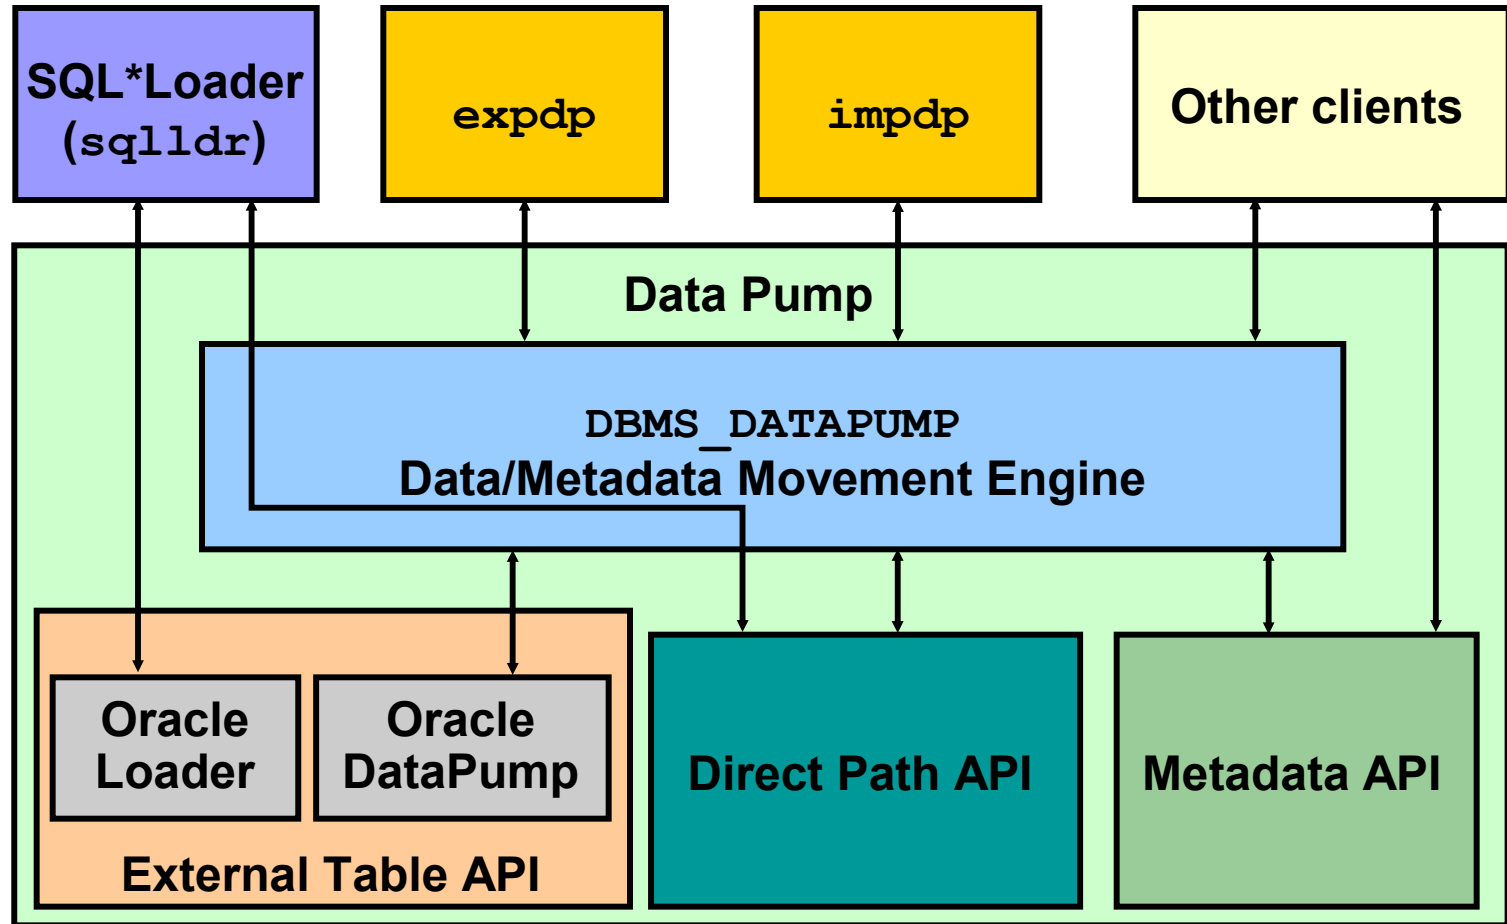 SQL*Loader
(sqlldr)
expdp
impdp
Other clients
Data Pump
DBMS_DATAPUMP
Data/Metadata Movement Engine
Oracle
Loader
Oracle
DataPump
External Table API
Direct Path API
Metadata API